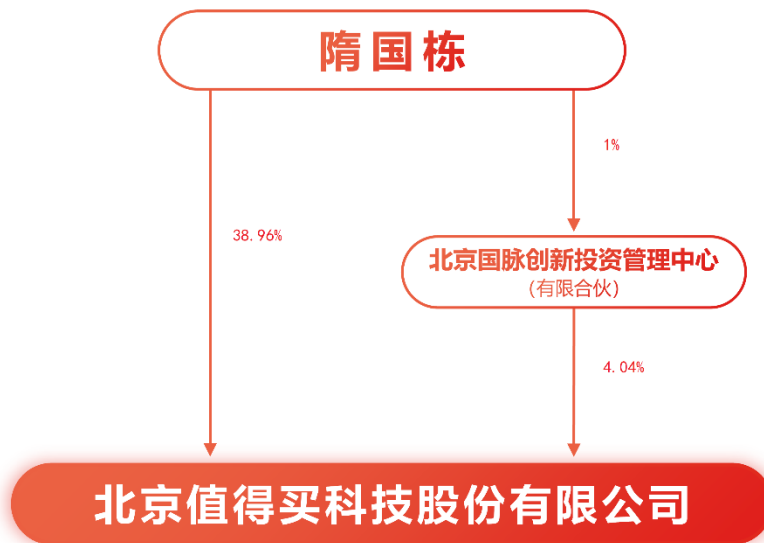 隋国栋
1%
38.96%
北京国脉创新投资管理中心
（有限合伙）
4.04%
北京值得买科技股份有限公司